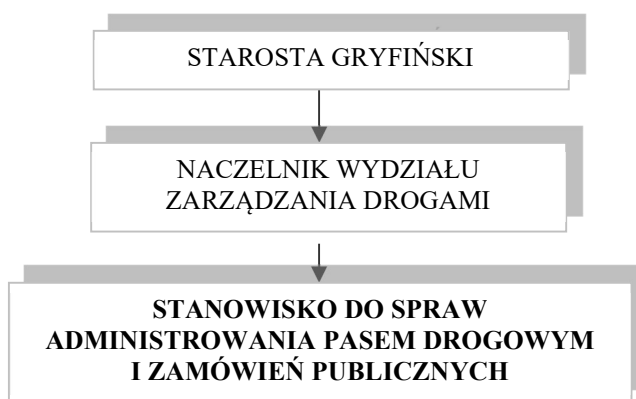 STAROSTA GRYFIŃSKI
NACZELNIK WYDZIAŁU
ZARZĄDZANIA DROGAMI
STANOWISKO DO SPRAW
ADMINISTROWANIA PASEM DROGOWYM
I ZAMÓWIEŃ PUBLICZNYCH